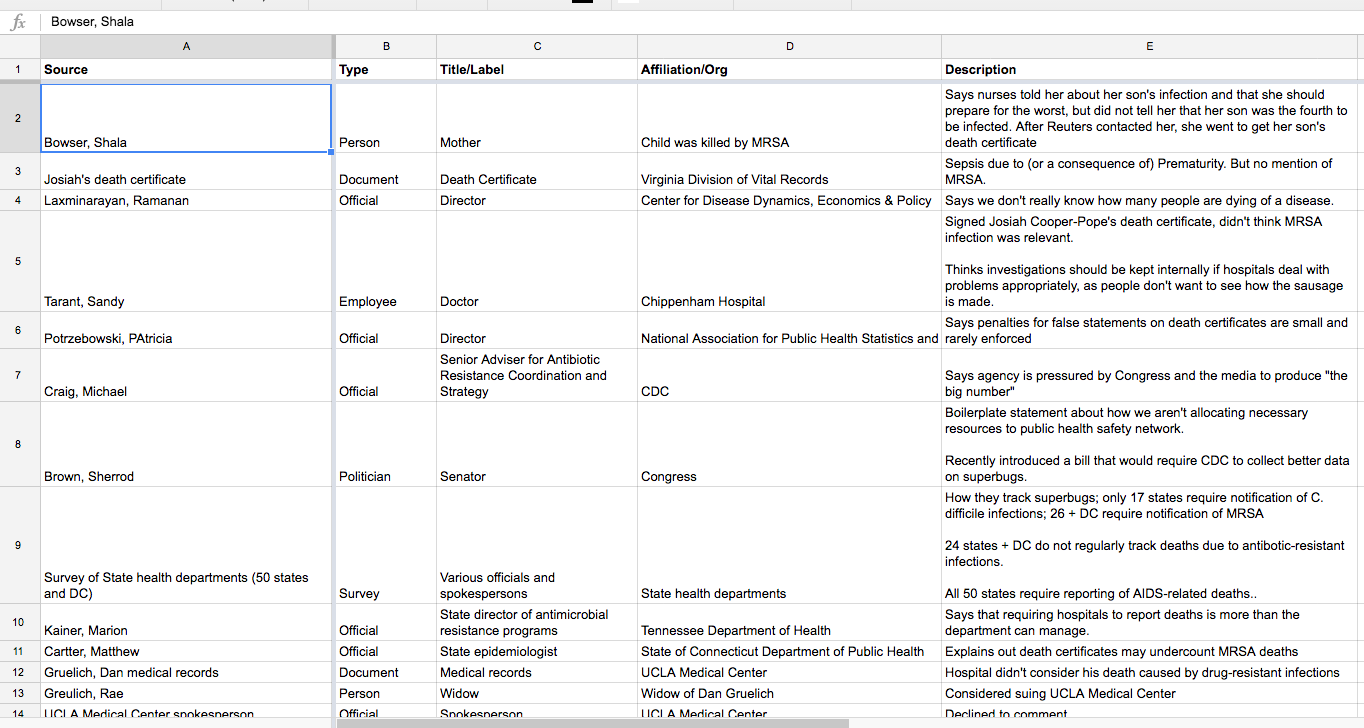 fx Bowser, Shala
A B C D E
1 Source Type Title/Label Affiliation/Org Description
Says nurses told her about her son's infection and that she should
prepare for the worst, but did not tell her that her son was the fourth to
be infected. After Reuters contacted her, she went to get her son's
2 Bowser, Shala Person Mother Child was killed by MRSA death certificate
Sepsis due to (or a consequence of) Prematurity. But no mention of
3 Josiah's death certificate Document Death Certificate Virginia Division of Vital Records MRSA.
4 Laxminarayan, Ramanan Official Director Center for Disease Dynamics, Economics & Policy Says we don't really know how many people are dying of a disease.
Signed Josiah Cooper-Pope's death certificate, didn't think MRSA
infection was relevant.
Thinks investigations should be kept internally if hospitals deal with
problems appropriately, as people don't want to see how the sausage
5 Tarant, Sandy Employee Doctor Chippenham Hospital is made.
Says penalties for false statements on death certificates are small and
6 Potrzebowski, PAtricia Official Director National Association for Public Health Statistics and rarely enforced
Senior Adviser for Antibiotic
Resistance Coordination and Says agency is pressured by Congress and the media to produce "the
7 Craig, Michael Official Strategy CDC big number"
Boilerplate statement about how we aren't allocating necessary
resources to public health safety network.
Recently introduced a bill that would require CDC to collect better data
8 Brown, Sherrod Politician Senator Congress on superbugs.
How they track superbugs; only 17 states require notification of C.
difficile infections; 26 + DC require notification of MRSA
24 states + DC do not regularly track deaths due to antibotic-resistant
infections.
Survey of State health departments (50 states Various officials and
9 and DC) Survey spokespersons State health departments All 50 states require reporting of AIDS-related deaths..
State director of antimicrobial Says that requiring hospitals to report deaths is more than the
10 Kainer, Marion Official resistance programs Tennessee Department of Health department can manage.
11 Cartter, Matthew Official State epidemiologist State of Connecticut Department of Public Health Explains out death certificates may undercount MRSA deaths
12 Gruelich, Dan medical records Document Medical records UCLA Medical Center Hospital didn't consider his death caused by drug-resistant infections
13 Greulich, Rae Person Widow Widow of Dan Gruelich Considered suing UCLA Medical Center
14 UCLA Medical Center spokesperson Official Spokesperson UCLA Medical Center Declined to comment